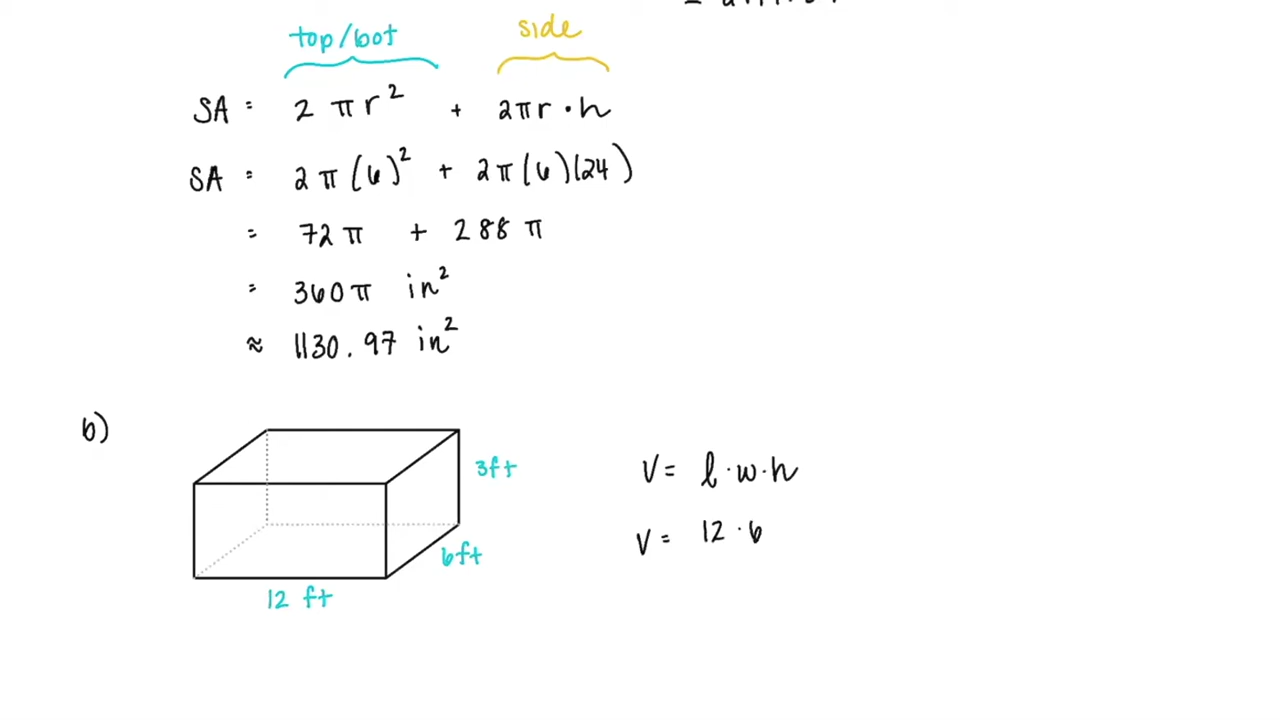 top/bot side
SA = 2πr² + 2πr·h
SA = 2π(6)² + 2π(6)(24)
= 72π + 288π
= 360π in²
≈ 1130.97 in²
b)
3ft
V = l·w·h
V = 12·6
6ft
12 ft